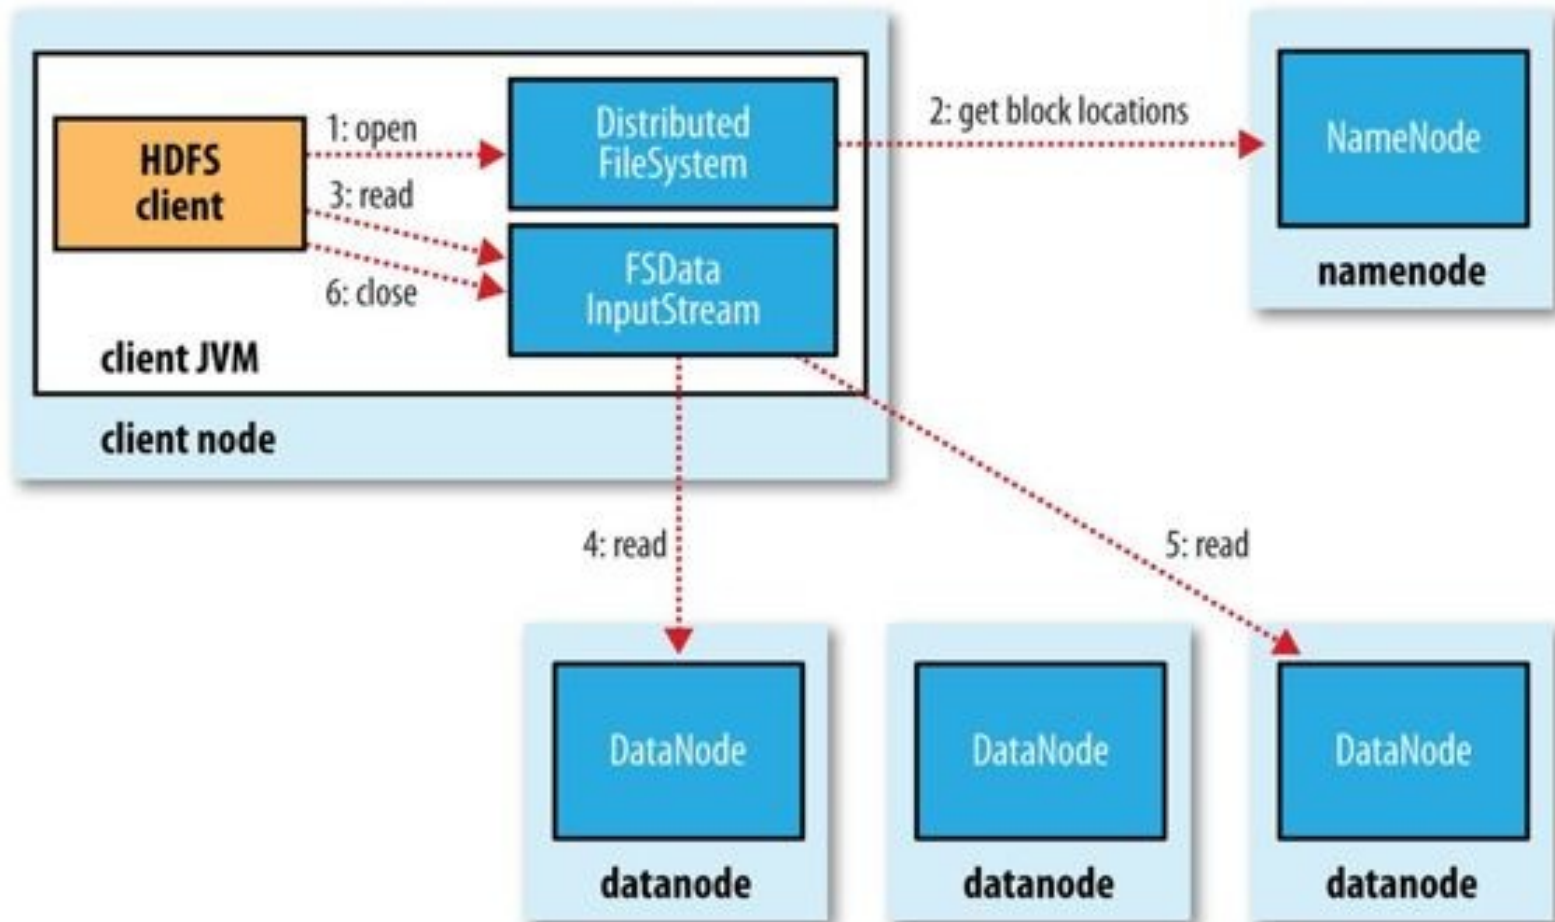 HDFS
client
1: open
3: read
6: close
Distributed
FileSystem
FSData
InputStream
client JVM
client node
2: get block locations
NameNode
namenode
4: read
5: read
DataNode
datanode
DataNode
datanode
DataNode
datanode